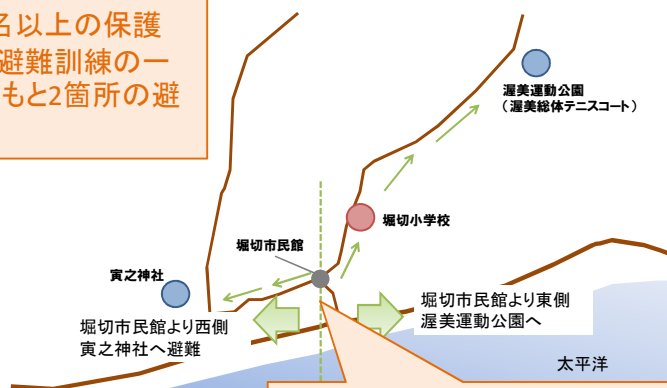 名以上の保護
避難訓練の一
もと2箇所の避
渥美運動公園
（渥美総体テニスコート）
堀切小学校
堀切市民館
寅之神社
堀切市民館より西側
寅之神社へ避難
堀切市民館より東側
渥美運動公園へ
太平洋